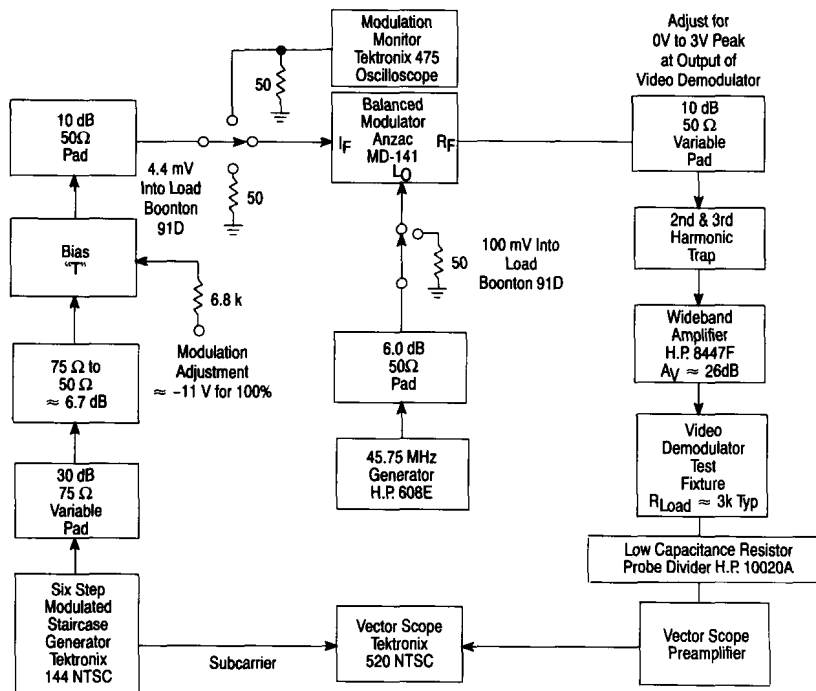 Modulation
Monitor
Tektronix 475
Oscilloscope
50
Adjust for
0V to 3V Peak
at Output of
Video Demodulator
10 dB
50Ω
Pad
4.4 mV
Into Load
Boonton
91D
50
Balanced
Modulator
Anzac
MD-141
IF
RF
LO
10 dB
50 Ω
Variable
Pad
Bias
“T”
6.8 k
Modulation
Adjustment
≈ –11 V for 100%
100 mV Into
Load
Boonton 91D
50
2nd & 3rd
Harmonic
Trap
75 Ω to
50 Ω
≈ 6.7 dB
6.0 dB
50Ω
Pad
Wideband
Amplifier
H.P. 8447F
AV ≈ 26dB
30 dB
75 Ω
Variable
Pad
45.75 MHz
Generator
H.P. 608E
Video
Demodulator
Test
Fixture
RLoad ≈ 3k Typ
Low Capacitance Resistor
Probe Divider H.P. 10020A
Six Step
Modulated
Staircase
Generator
Tektronix
144 NTSC
Subcarrier
Vector Scope
Tektronix
520 NTSC
Vector Scope
Preamplifier